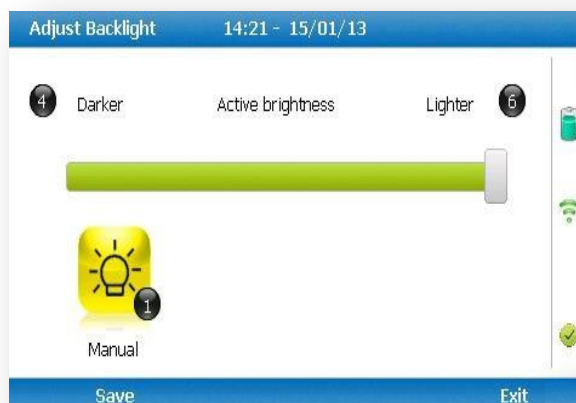 Adjust Backlight 14:21 - 15/01/13
4 Darker Active brightness Lighter 6
1
Manual
Save Exit